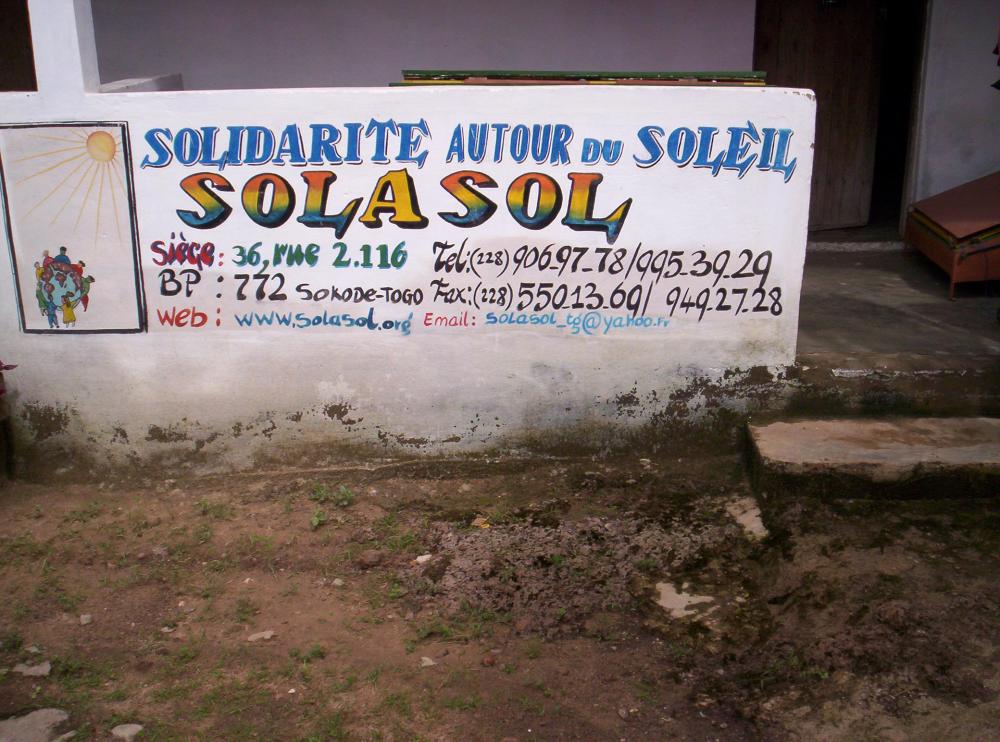 SOLIDARITE AUTOUR DU SOLEIL
SOLASOL
Siège: 36, rue 2.116 Tel:(228) 906.97.78/995.39.29
BP : 772 SOKODE-TOGO Fax:(228) 550.13.69/ 949.27.28
Web: www.solasol.org Email: solasol_tg@yahoo.fr